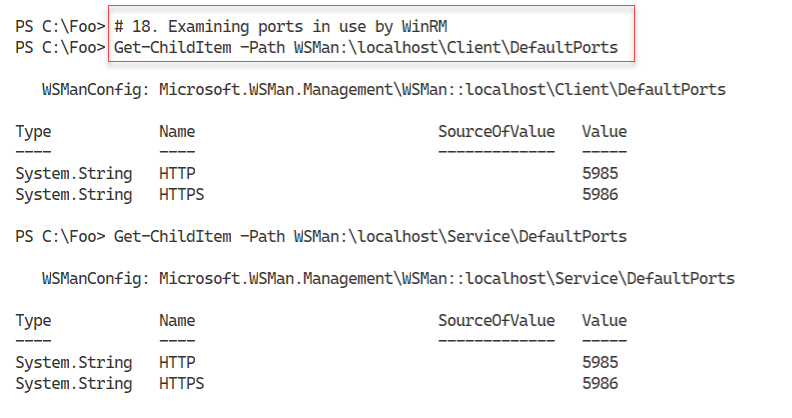 PS C:\Foo> # 18. Examining ports in use by WinRM
PS C:\Foo> Get-ChildItem -Path WSMan:\localhost\Client\DefaultPorts
WSManConfig: Microsoft.WSMan.Management\WSMan::localhost\Client\DefaultPorts
Type Name SourceOfValue Value
---- ---- ------------- -----
System.String HTTP 5985
System.String HTTPS 5986
PS C:\Foo> Get-ChildItem -Path WSMan:\localhost\Service\DefaultPorts
WSManConfig: Microsoft.WSMan.Management\WSMan::localhost\Service\DefaultPorts
Type Name SourceOfValue Value
---- ---- ------------- -----
System.String HTTP 5985
System.String HTTPS 5986